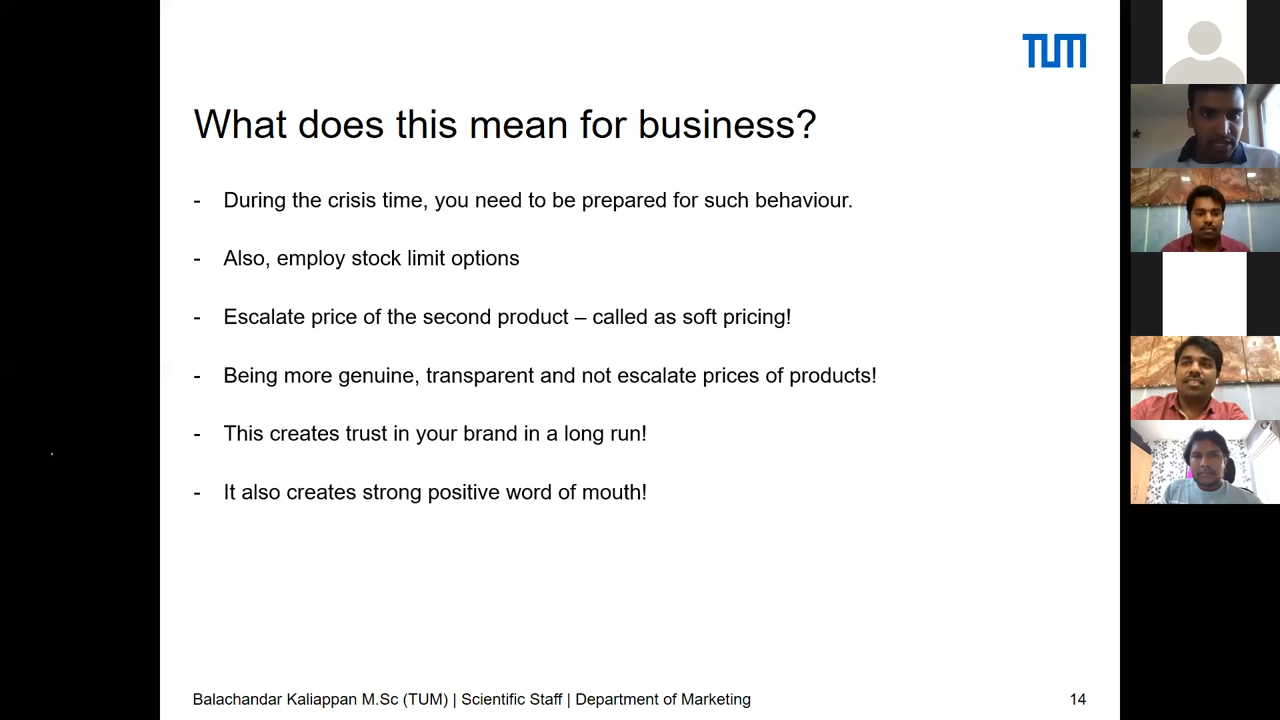 TUM
What does this mean for business?
- During the crisis time, you need to be prepared for such behaviour.
- Also, employ stock limit options
- Escalate price of the second product – called as soft pricing!
- Being more genuine, transparent and not escalate prices of products!
- This creates trust in your brand in a long run!
- It also creates strong positive word of mouth!
Balachandar Kaliappan M.Sc (TUM) | Scientific Staff | Department of Marketing
14